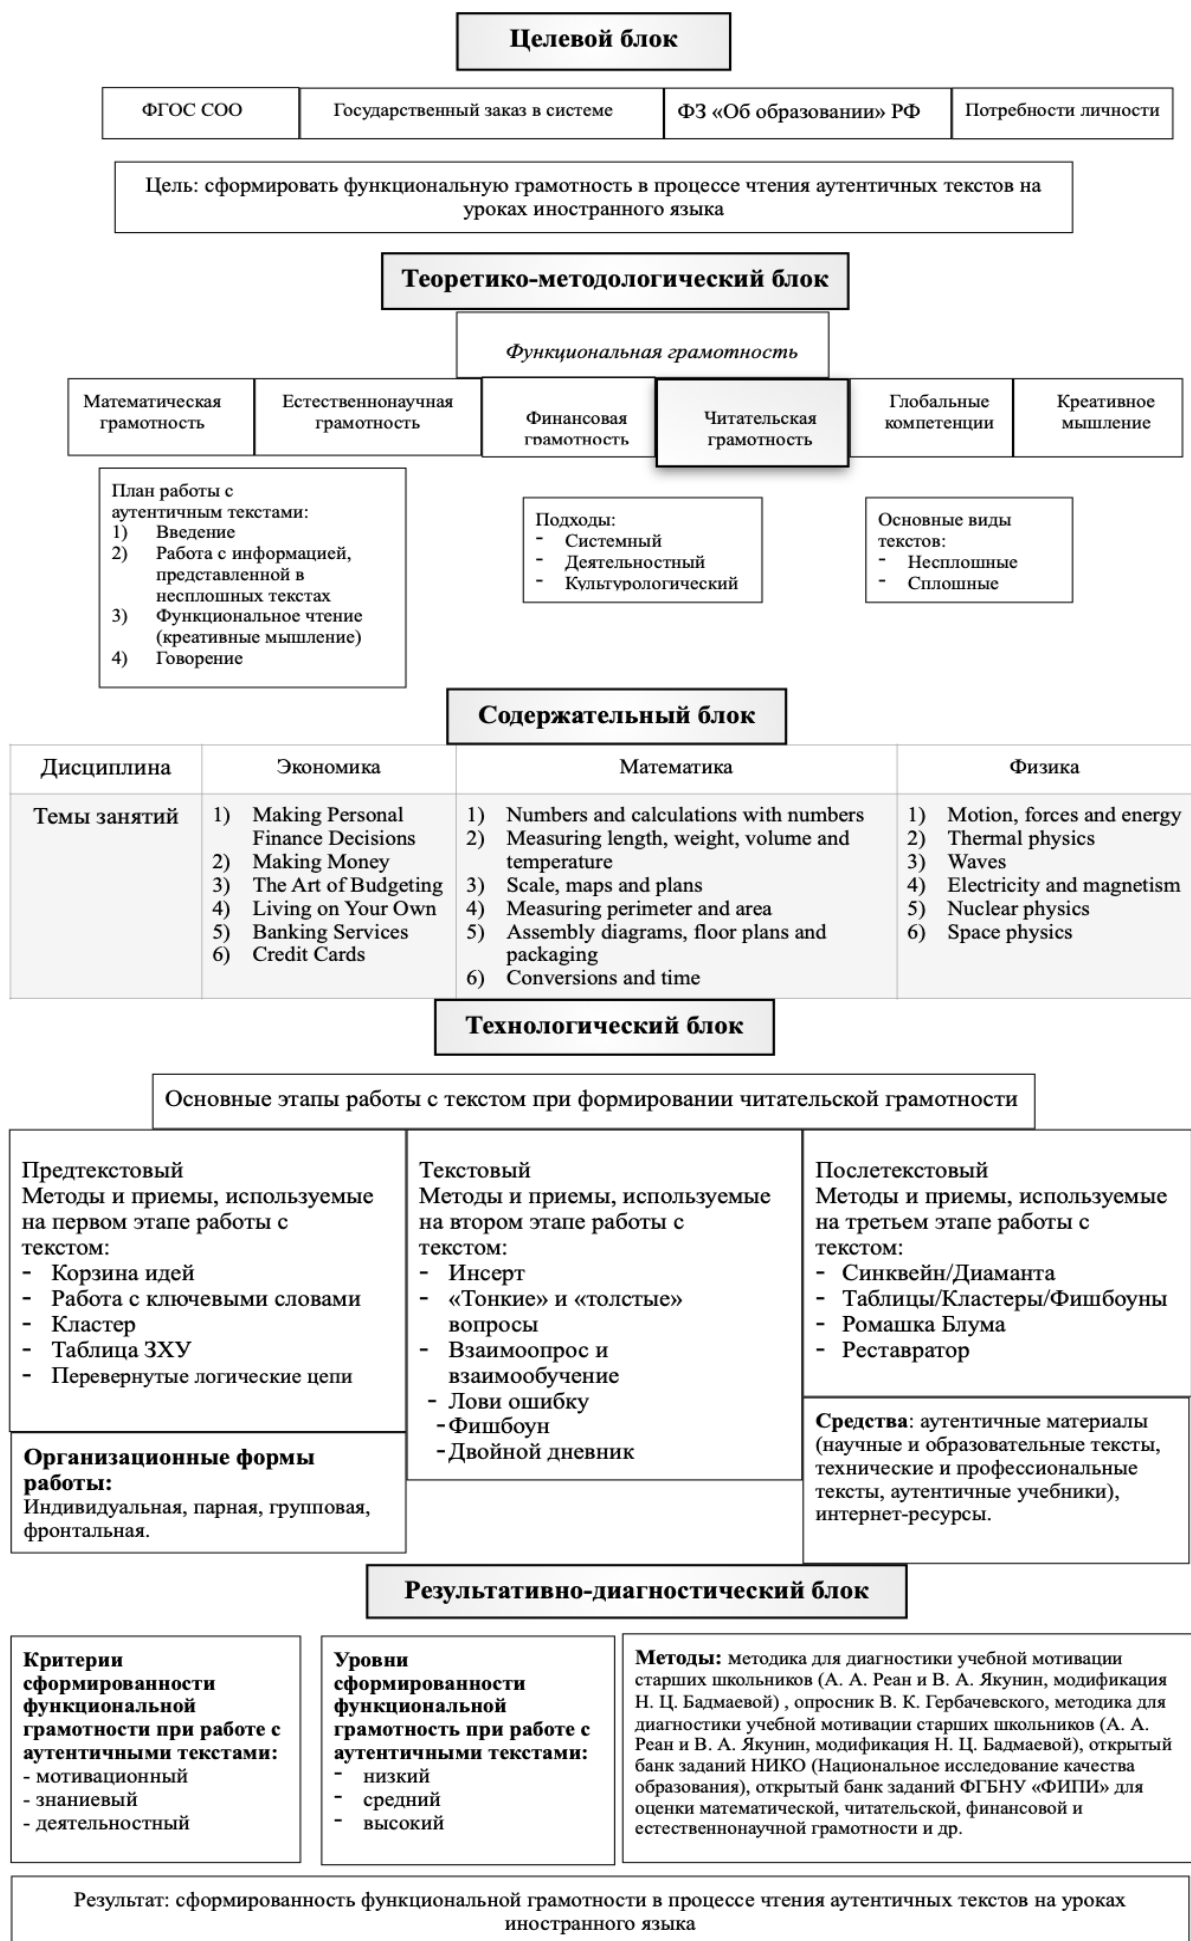 Целевой блок
ФГОС СОО
Государственный заказ в системе
ФЗ «Об образовании» РФ
Потребности личности
Цель: сформировать функциональную грамотность в процессе чтения аутентичных текстов на
уроках иностранного языка
Теоретико-методологический блок
Функциональная грамотность
Математическая
грамотность
Естественнонаучная
грамотность
Финансовая
грамотность
Читательская
грамотность
Глобальные
компетенции
Креативное
мышление
План работы с
аутентичным текстами:
1) Введение
2) Работа с информацией,
представленной в
несплошных текстах
3) Функциональное чтение
(креативные мышление)
4) Говорение
Подходы:
- Системный
- Деятельностный
- Культурологический
Основные виды
текстов:
- Несплошные
- Сплошные
Содержательный блок
Дисциплина
Экономика
Математика
Физика
Темы занятий
1) Making Personal
Finance Decisions
2) Making Money
3) The Art of Budgeting
4) Living on Your Own
5) Banking Services
6) Credit Cards
1) Numbers and calculations with numbers
2) Measuring length, weight, volume and
temperature
3) Scale, maps and plans
4) Measuring perimeter and area
5) Assembly diagrams, floor plans and
packaging
6) Conversions and time
1) Motion, forces and energy
2) Thermal physics
3) Waves
4) Electricity and magnetism
5) Nuclear physics
6) Space physics
Технологический блок
Основные этапы работы с текстом при формировании читательской грамотности
Предтекстовый
Методы и приемы, используемые
на первом этапе работы с
текстом:
- Корзина идей
- Работа с ключевыми словами
- Кластер
- Таблица ЗХУ
- Перевернутые логические цепи
Организационные формы
работы:
Индивидуальная, парная, групповая,
фронтальная.
Текстовый
Методы и приемы, используемые
на втором этапе работы с
текстом:
- Инсерт
- «Тонкие» и «толстые»
вопросы
- Взаимоопрос и
взаимообучение
- Лови ошибку
-Фишбоун
-Двойной дневник
Послетекстовый
Методы и приемы, используемые
на третьем этапе работы с
текстом:
- Синквейн/Диаманта
- Таблицы/Кластеры/Фишбоуны
- Ромашка Блума
- Реставратор
Средства: аутентичные материалы
(научные и образовательные тексты,
технические и профессиональные
тексты, аутентичные учебники),
интернет-ресурсы.
Результативно-диагностический блок
Критерии
сформированности
функциональной
грамотности при работе с
аутентичными текстами:
- мотивационный
- знаниевый
- деятельностный
Уровни
сформированности
функциональной
грамотность при работе с
аутентичными текстами:
- низкий
- средний
- высокий
Методы: методика для диагностики учебной мотивации
старших школьников (А. А. Реан и В. А. Якунин, модификация
Н. Ц. Бадмаевой) , опросник В. К. Гербачевского, методика для
диагностики учебной мотивации старших школьников (А. А.
Реан и В. А. Якунин, модификация Н. Ц. Бадмаевой), открытый
банк заданий НИКО (Национальное исследование качества
образования), открытый банк заданий ФГБНУ «ФИПИ» для
оценки математической, читательской, финансовой и
естественнонаучной грамотности и др.
Результат: сформированность функциональной грамотности в процессе чтения аутентичных текстов на уроках
иностранного языка